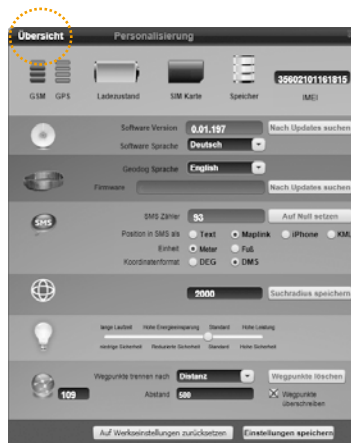 Übersicht Personalisierung
GSM GPS Ladezustand SIM Karte Speicher 35602101161815 IMEI
Software Version 0.01.197 Nach Updates suchen
Software Sprache Deutsch
Geodog Sprache English
Firmware Nach Updates suchen
SMS SMS Zähler 93 Auf Null setzen
Position in SMS als Text Maplink iPhone KML
Einheit Meter Fuß
Koordinatenformat DEG DMS
2000 Suchradius speichern
lange Laufzeit Hohe Energieeinsparung Standard Hohe Leistung
niedrige Sicherheit Reduzierte Sicherheit Standard Hohe Sicherheit
Wegpunkte trennen nach Distanz Wegpunkte löschen
109 Abstand 500 Wegpunkte
überschreiben
Auf Werkseinstellungen zurücksetzen Einstellungen speichern